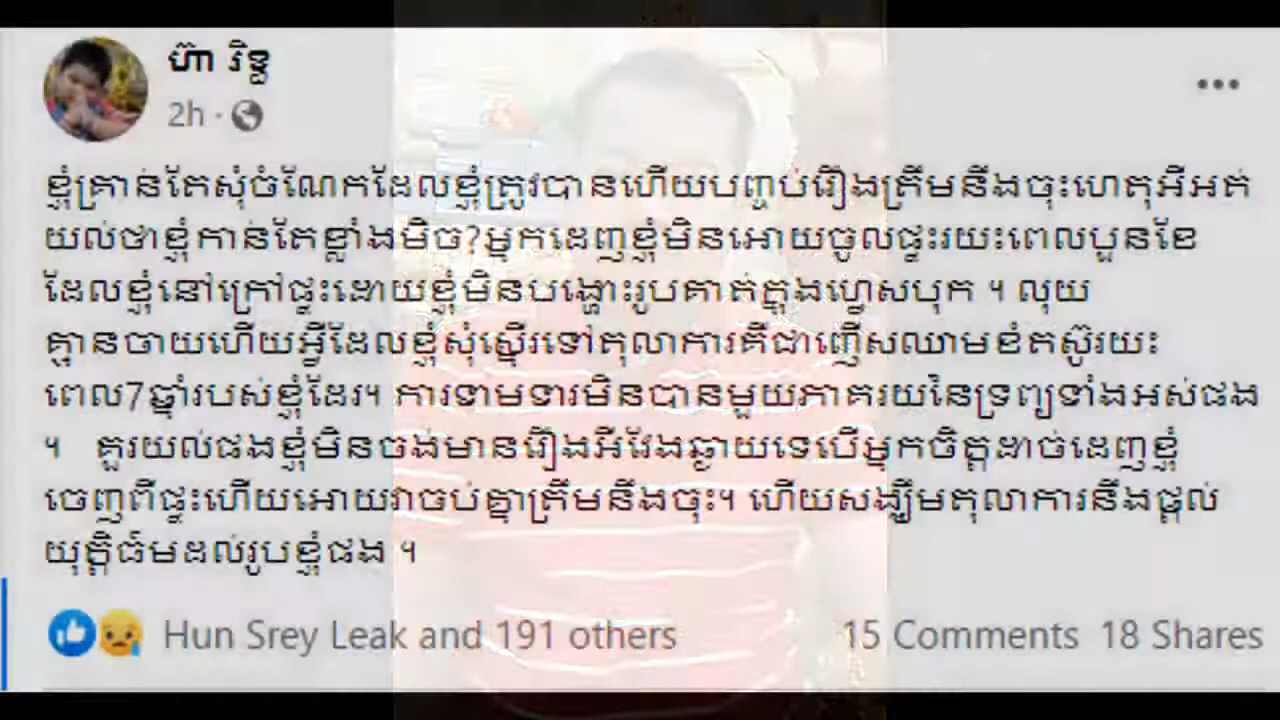 ហ៊ា រិទ្ធ
2h
ខ្ញុំគ្រាន់តែសុំចំណែកដែលខ្ញុំត្រូវបានហើយបញ្ចប់រឿងត្រឹមនឹងចុះហេតុអីអត់
យល់ថាខ្ញុំកាន់តែខ្លាំងមិច?អ្នកដេញខ្ញុំមិនអោយចូលផ្ទះរយះពេលបួនខែ
ដែលខ្ញុំនៅក្រៅផ្ទះដោយខ្ញុំមិនបង្ហោះរូបគាត់ក្នុងហ្វេសបុក ។ លុយ
គ្មានចាយហើយអ្វីដែលខ្ញុំសុំស្នើរទៅតុលាការគឺជាញើសឈាមខំតស៊ូរយះ
ពេល7ឆ្នាំរបស់ខ្ញុំដែរ។ ការទាមទារមិនបានមួយភាគរយនៃទ្រព្យទាំងអស់ផង
។ គួរយល់ផងខ្ញុំមិនចង់មានរឿងអីវែងឆ្ងាយទេបើអ្នកចិត្តដាច់ដេញខ្ញុំ
ចេញពីផ្ទះហើយអោយវាចប់គ្នាត្រឹមនឹងចុះ។ ហើយសង្ឃឹមតុលាការនឹងផ្តល់
យុត្តិធម៌មដល់រូបខ្ញុំផង ។
Hun Srey Leak and 191 others
15 Comments 18 Shares